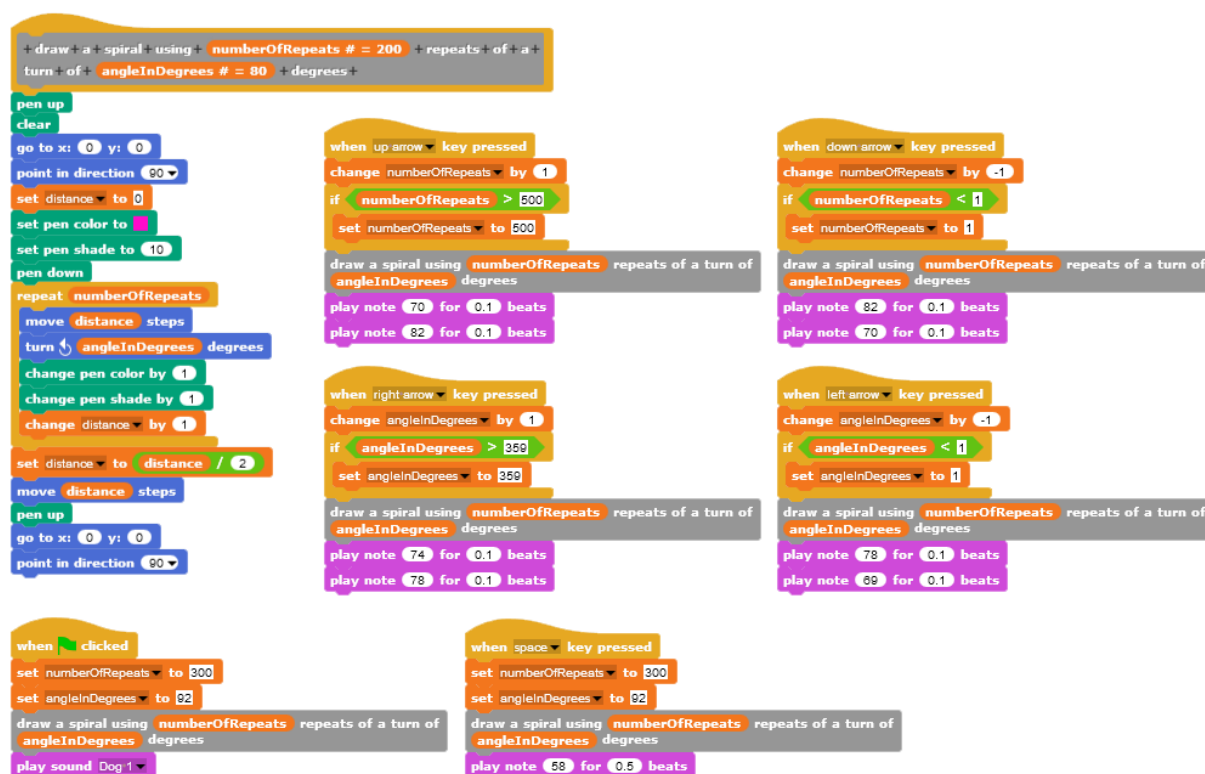 +draw+a+spiral+using+ numberOfRepeats # = 200 +repeats+of+a+
turn+of+ angleInDegrees # = 80 +degrees+
pen up
clear
go to x: 0 y: 0
point in direction 90
set distance to 0
set pen color to
set pen shade to 10
pen down
repeat numberOfRepeats
move distance steps
turn angleInDegrees degrees
change pen color by 1
change pen shade by 1
change distance by 1
set distance to distance / 2
move distance steps
pen up
go to x: 0 y: 0
point in direction 90
when up arrow key pressed
change numberOfRepeats by 1
if numberOfRepeats > 500
set numberOfRepeats to 500
draw a spiral using numberOfRepeats repeats of a turn of
angleInDegrees degrees
play note 70 for 0.1 beats
play note 82 for 0.1 beats
when down arrow key pressed
change numberOfRepeats by -1
if numberOfRepeats < 1
set numberOfRepeats to 1
draw a spiral using numberOfRepeats repeats of a turn of
angleInDegrees degrees
play note 82 for 0.1 beats
play note 70 for 0.1 beats
when right arrow key pressed
change angleInDegrees by 1
if angleInDegrees > 359
set angleInDegrees to 359
draw a spiral using numberOfRepeats repeats of a turn of
angleInDegrees degrees
play note 74 for 0.1 beats
play note 78 for 0.1 beats
when left arrow key pressed
change angleInDegrees by -1
if angleInDegrees < 1
set angleInDegrees to 1
draw a spiral using numberOfRepeats repeats of a turn of
angleInDegrees degrees
play note 78 for 0.1 beats
play note 69 for 0.1 beats
when clicked
set numberOfRepeats to 300
set angleInDegrees to 92
draw a spiral using numberOfRepeats repeats of a turn of
angleInDegrees degrees
play sound Dog 1
when space key pressed
set numberOfRepeats to 300
set angleInDegrees to 92
draw a spiral using numberOfRepeats repeats of a turn of
angleInDegrees degrees
play note 58 for 0.5 beats